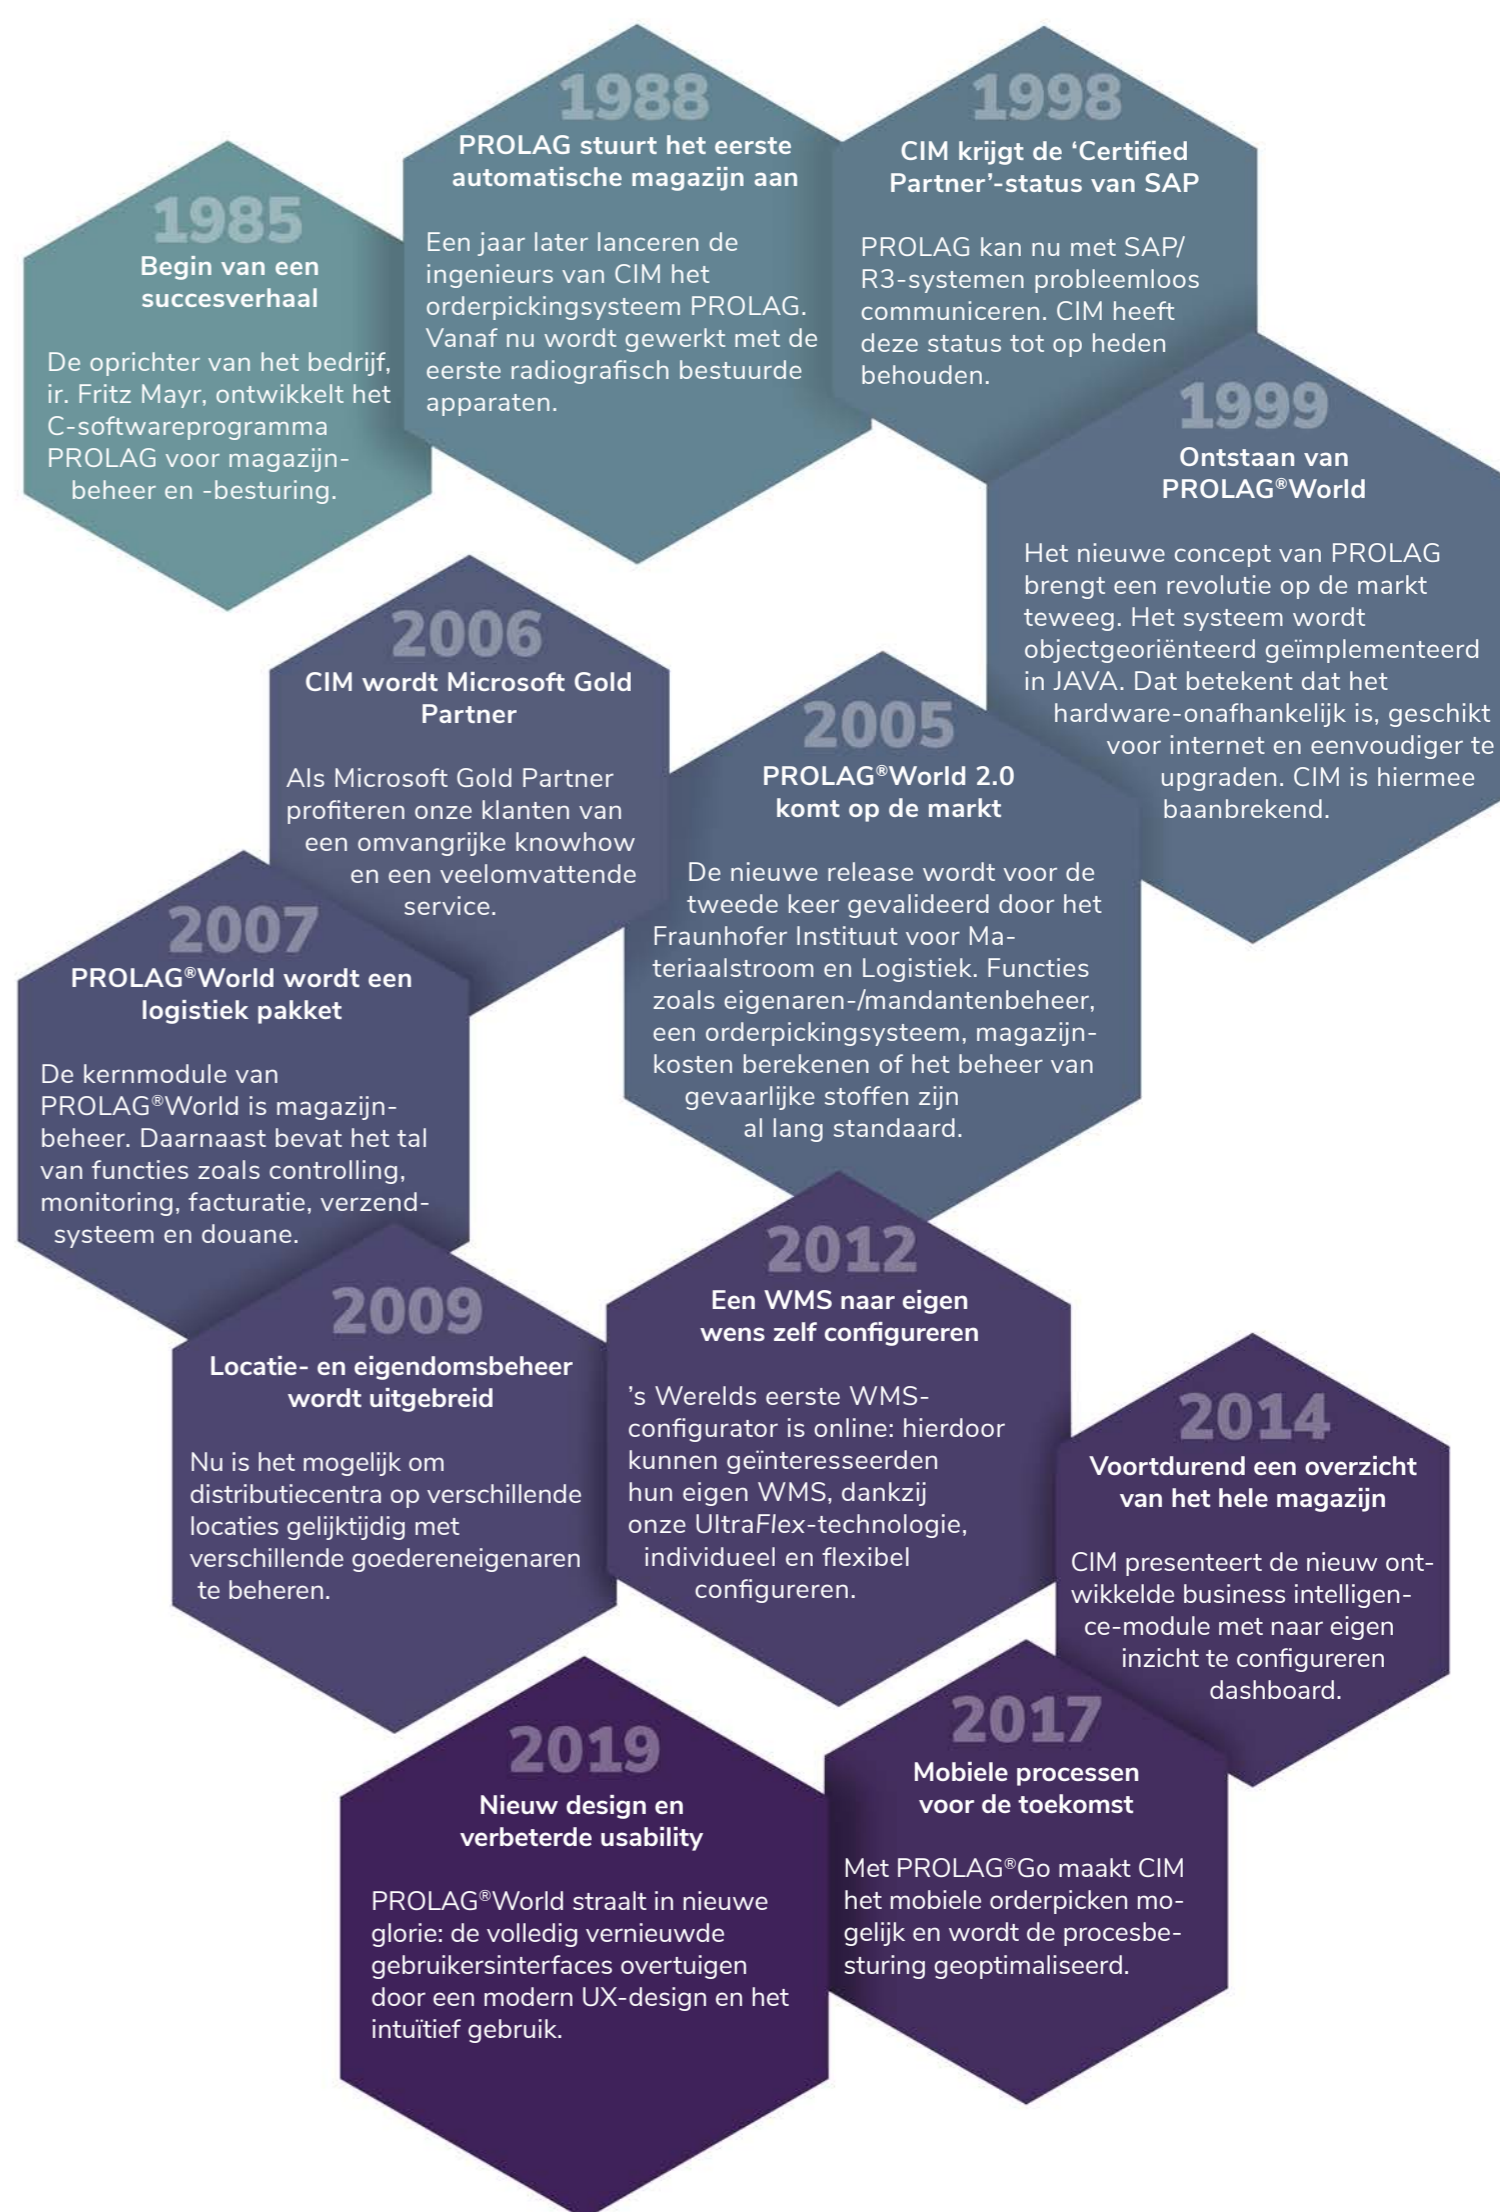 1985
Begin van een
succesverhaal
De oprichter van het bedrijf,
ir. Fritz Mayr, ontwikkelt het
C-softwareprogramma
PROLAG voor magazijn-
beheer en -besturing.
1988
PROLAG stuurt het eerste
automatische magazijn aan
Een jaar later lanceren de
ingenieurs van CIM het
orderpickingsysteem PROLAG.
Vanaf nu wordt gewerkt met de
eerste radiografisch bestuurde
apparaten.
1998
CIM krijgt de ‘Certified
Partner’-status van SAP
PROLAG kan nu met SAP/
R3-systemen probleemloos
communiceren. CIM heeft
deze status tot op heden
behouden.
1999
Ontstaan van
PROLAG®World
Het nieuwe concept van PROLAG
brengt een revolutie op de markt
teweeg. Het systeem wordt
objectgeoriënteerd geïmplementeerd
in JAVA. Dat betekent dat het
hardware-onafhankelijk is, geschikt
voor internet en eenvoudiger te
upgraden. CIM is hiermee
baanbrekend.
2005
PROLAG®World 2.0
komt op de markt
De nieuwe release wordt voor de
tweede keer gevalideerd door het
Fraunhofer Instituut voor Ma-
teriaalstroom en Logistiek. Functies
zoals eigenaren-/mandantenbeheer,
een orderpickingsysteem, magazijn-
kosten berekenen of het beheer van
gevaarlijke stoffen zijn
al lang standaard.
2006
CIM wordt Microsoft Gold
Partner
Als Microsoft Gold Partner
profiteren onze klanten van
een omvangrijke knowhow
en een veelomvattende
service.
2007
PROLAG®World wordt een
logistiek pakket
De kernmodule van
PROLAG®World is magazijn-
beheer. Daarnaast bevat het tal
van functies zoals controlling,
monitoring, facturatie, verzend-
systeem en douane.
2009
Locatie- en eigendomsbeheer
wordt uitgebreid
Nu is het mogelijk om
distributiecentra op verschillende
locaties gelijktijdig met
verschillende goedereneigenaren
te beheren.
2012
Een WMS naar eigen
wens zelf configureren
’s Werelds eerste WMS-
configurator is online: hierdoor
kunnen geïnteresseerden
hun eigen WMS, dankzij
onze UltraFlex-technologie,
individueel en flexibel
configureren.
2014
Voortdurend een overzicht
van het hele magazijn
CIM presenteert de nieuw ont-
wikkelde business intelligen-
ce-module met naar eigen
inzicht te configureren
dashboard.
2017
Mobiele processen
voor de toekomst
Met PROLAG®Go maakt CIM
het mobiele orderpicken mo-
gelijk en wordt de procesbe-
sturing geoptimaliseerd.
2019
Nieuw design en
verbeterde usability
PROLAG®World straalt in nieuwe
glorie: de volledig vernieuwde
gebruikersinterfaces overtuigen
door een modern UX-design en het
intuïtief gebruik.